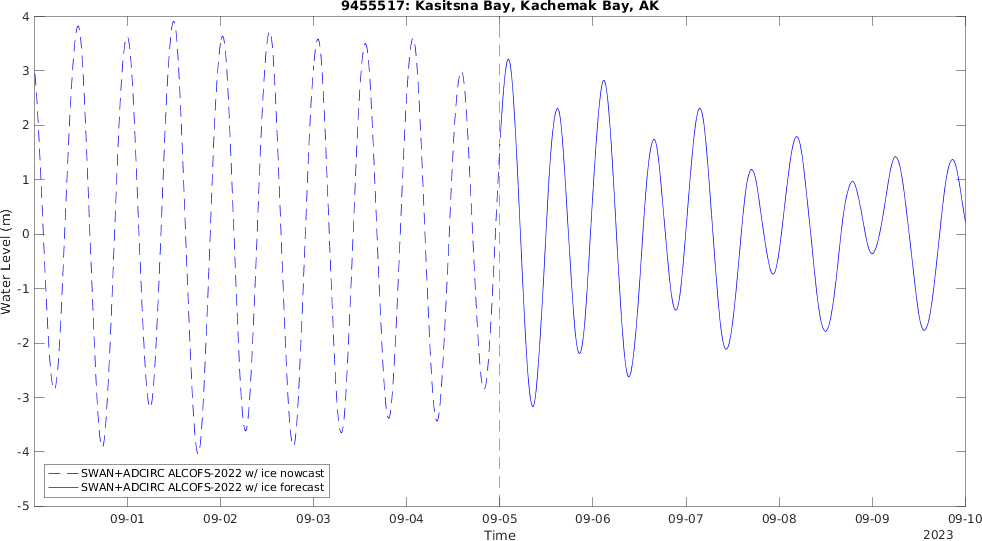 9455517: Kasitsna Bay, Kachemak Bay, AK
4
3
2
1
0
-1
-2
-3
-4
-5
Water Level (m)
SWAN+ADCIRC ALCOFS-2022 w/ ice nowcast
SWAN+ADCIRC ALCOFS-2022 w/ ice forecast
09-01 09-02 09-03 09-04 09-05 09-06 09-07 09-08 09-09 09-10
Time
2023